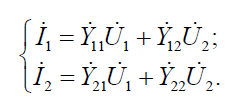 İ₁ = Ẏ₁₁U̇₁ + Ẏ₁₂U̇₂;
İ₂ = Ẏ₂₁U̇₁ + Ẏ₂₂U̇₂.